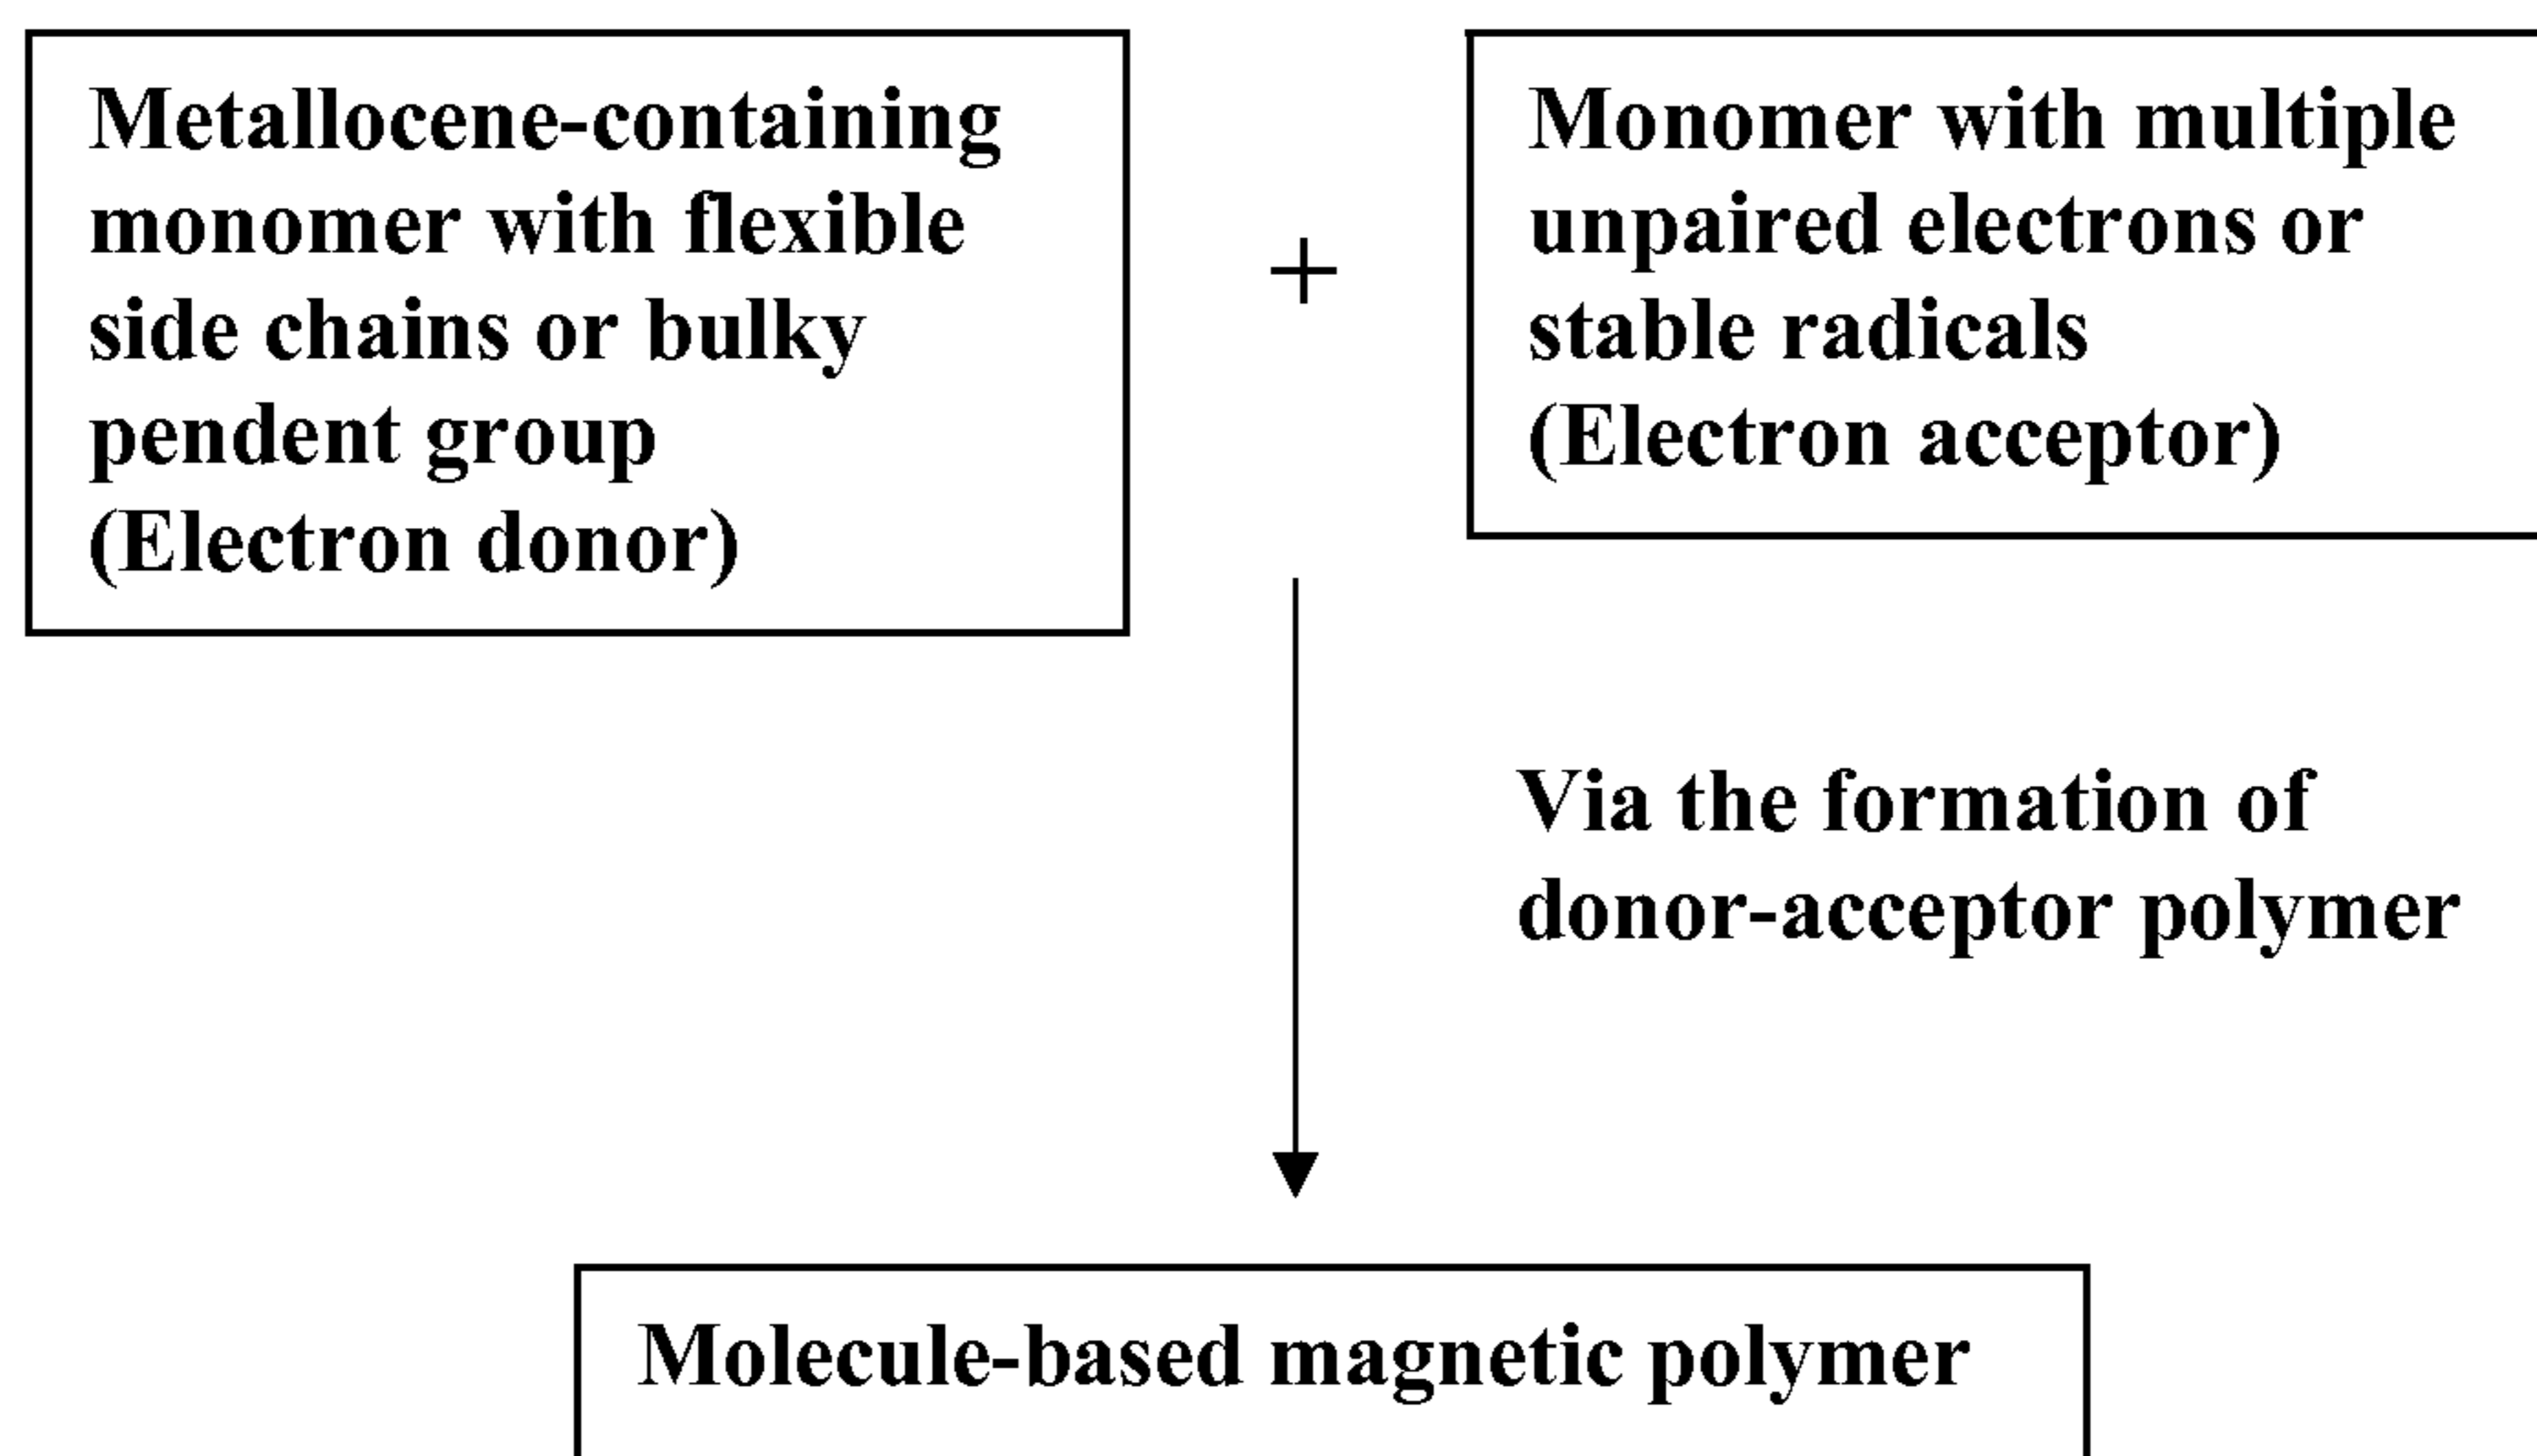 Metallocene-containing
monomer with flexible
side chains or bulky
pendent group
(Electron donor)
+
Monomer with multiple
unpaired electrons or
stable radicals
(Electron acceptor)
Via the formation of
donor-acceptor polymer
Molecule-based magnetic polymer